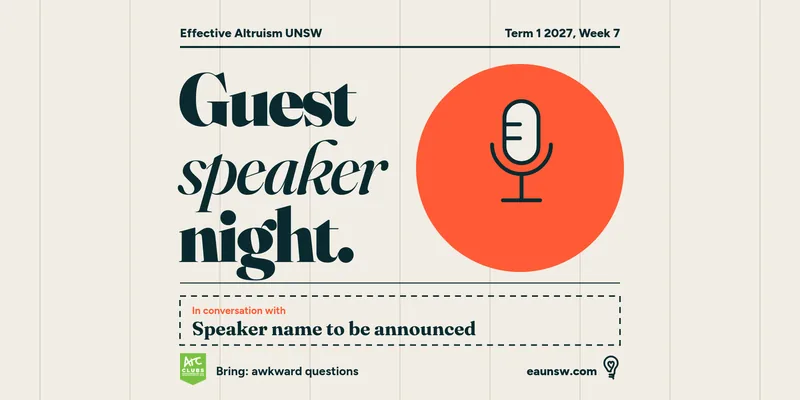 Effective Altruism UNSW
Term 1 2027, Week 7
Guest
speaker
night.
In conversation with
Speaker name to be announced
Arc
CLUBS
Bring: awkward questions
eaunsw.com